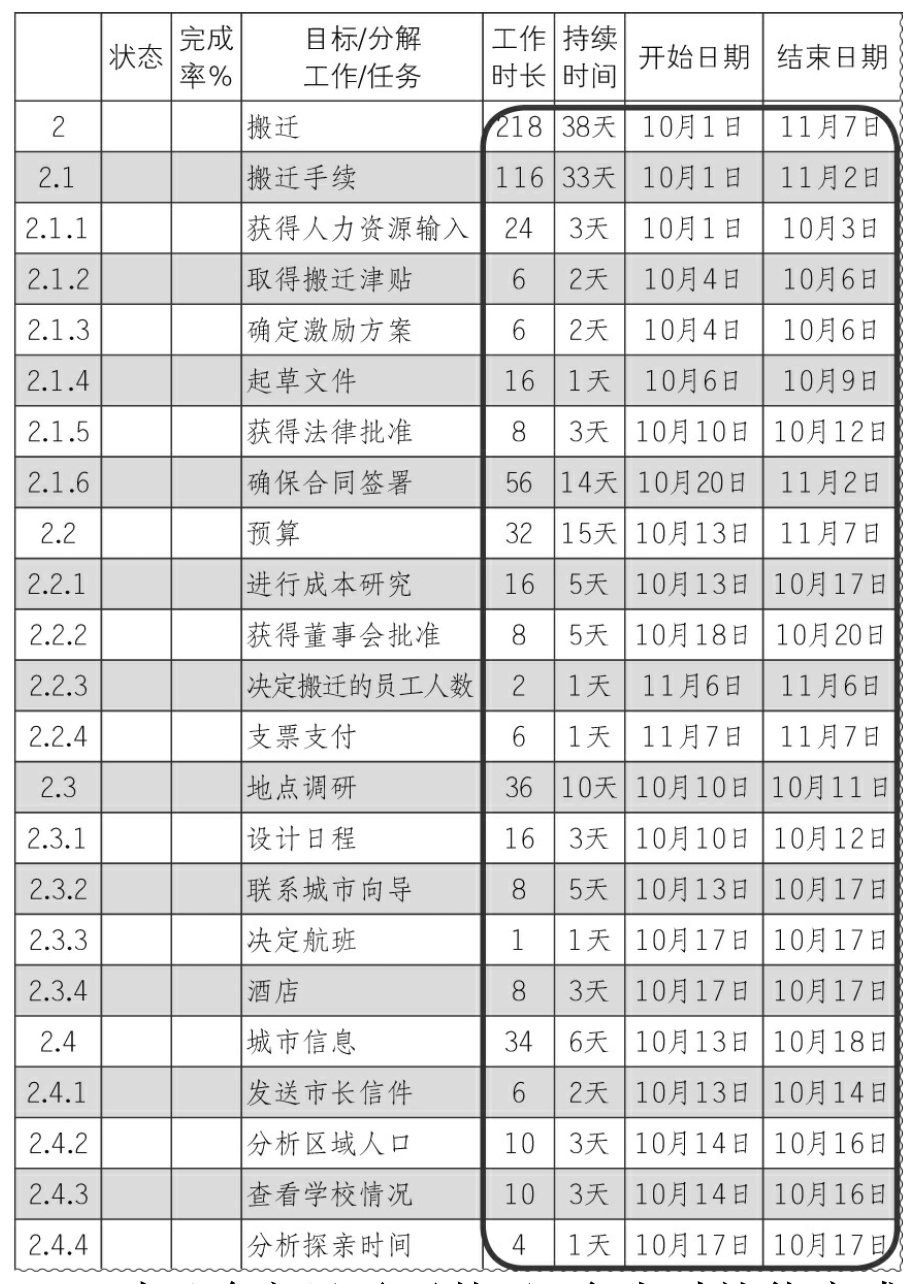 状态 完成率% 目标/分解工作/任务 工作时长 持续时间 开始日期 结束日期
2 搬迁 218 38天 10月1日 11月7日
2.1 搬迁手续 116 33天 10月1日 11月2日
2.1.1 获得人力资源输入 24 3天 10月1日 10月3日
2.1.2 取得搬迁津贴 6 2天 10月4日 10月6日
2.1.3 确定激励方案 6 2天 10月4日 10月6日
2.1.4 起草文件 16 1天 10月6日 10月9日
2.1.5 获得法律批准 8 3天 10月10日 10月12日
2.1.6 确保合同签署 56 14天 10月20日 11月2日
2.2 预算 32 15天 10月13日 11月7日
2.2.1 进行成本研究 16 5天 10月13日 10月17日
2.2.2 获得董事会批准 8 5天 10月18日 10月20日
2.2.3 决定搬迁的员工人数 2 1天 11月6日 11月6日
2.2.4 支票支付 6 1天 11月7日 11月7日
2.3 地点调研 36 10天 10月10日 10月11日
2.3.1 设计日程 16 3天 10月10日 10月12日
2.3.2 联系城市向导 8 5天 10月13日 10月17日
2.3.3 决定航班 1 1天 10月17日 10月17日
2.3.4 酒店 8 3天 10月17日 10月17日
2.4 城市信息 34 6天 10月13日 10月18日
2.4.1 发送市长信件 6 2天 10月13日 10月14日
2.4.2 分析区域人口 10 3天 10月14日 10月16日
2.4.3 查看学校情况 10 3天 10月14日 10月16日
2.4.4 分析探亲时间 4 1天 10月17日 10月17日